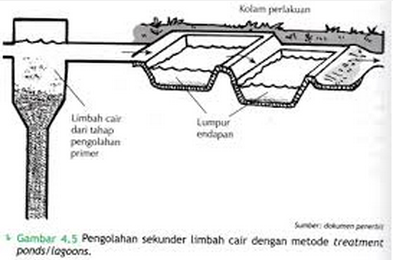 Kolam perlakuan
Limbah cair
dari tahap
pengolahan
primer
Lumpur
endapan
Sumber: dokumen penerbit
Gambar 4.5 Pengolahan sekunder limbah cair dengan metode treatment
ponds/lagoons.